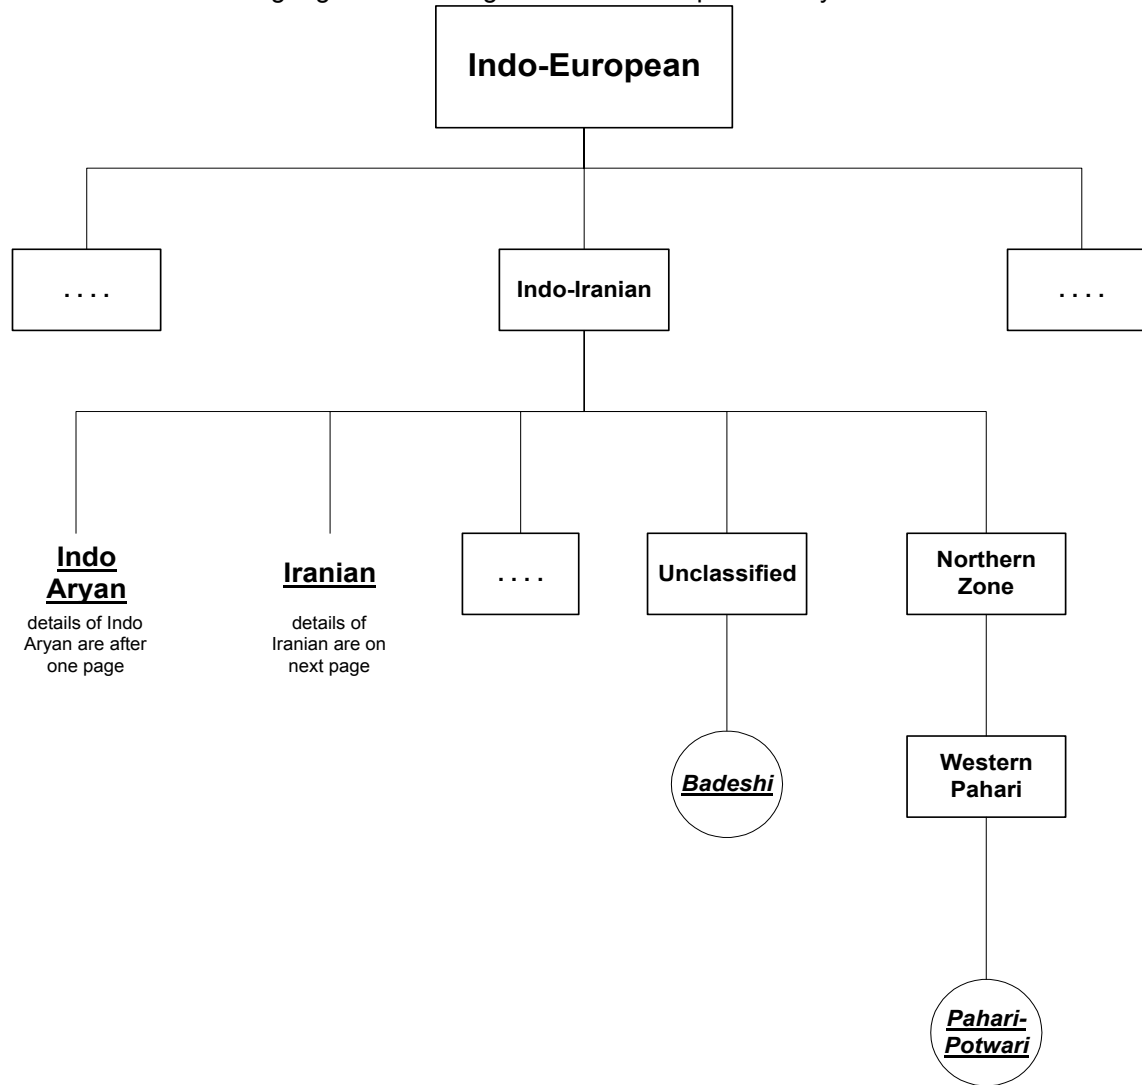 Indo-European
. . . .
Indo-Iranian
. . . .
Indo
Aryan
details of Indo
Aryan are after
one page
Iranian
details of
Iranian are on
next page
. . . .
Unclassified
Northern
Zone
Badeshi
Western
Pahari
Pahari-
Potwari